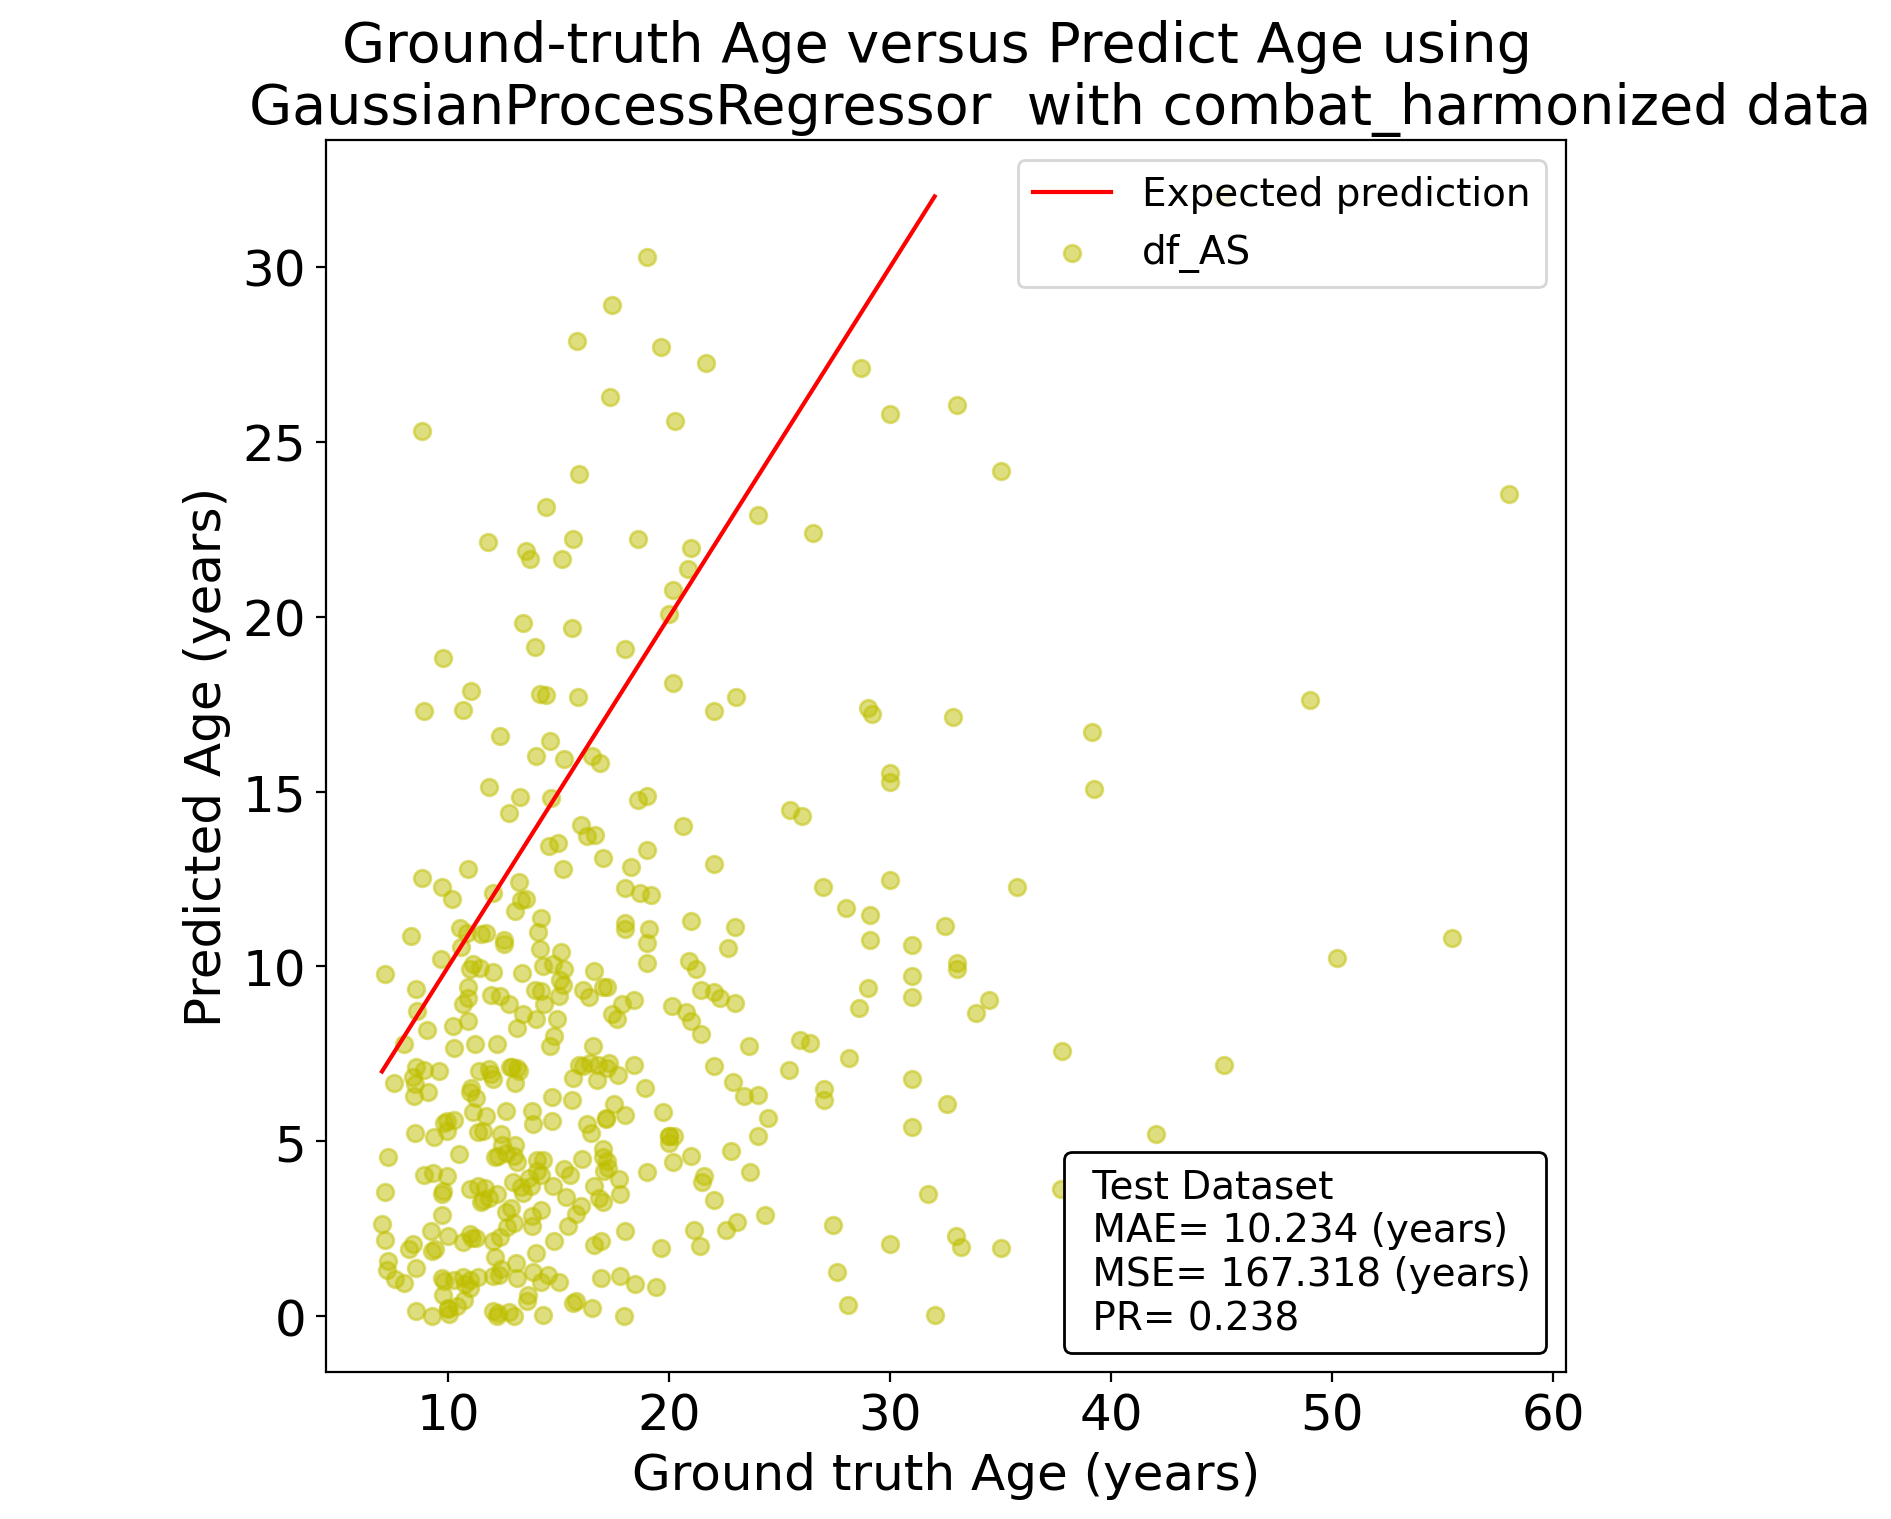 Ground-truth Age versus Predict Age using
GaussianProcessRegressor  with combat_harmonized data
Expected prediction
df_AS
30
25
20
15
10
5
0
Predicted Age (years)
Test Dataset
MAE= 10.234 (years)
MSE= 167.318 (years)
PR= 0.238
10 20 30 40 50 60
Ground truth Age (years)